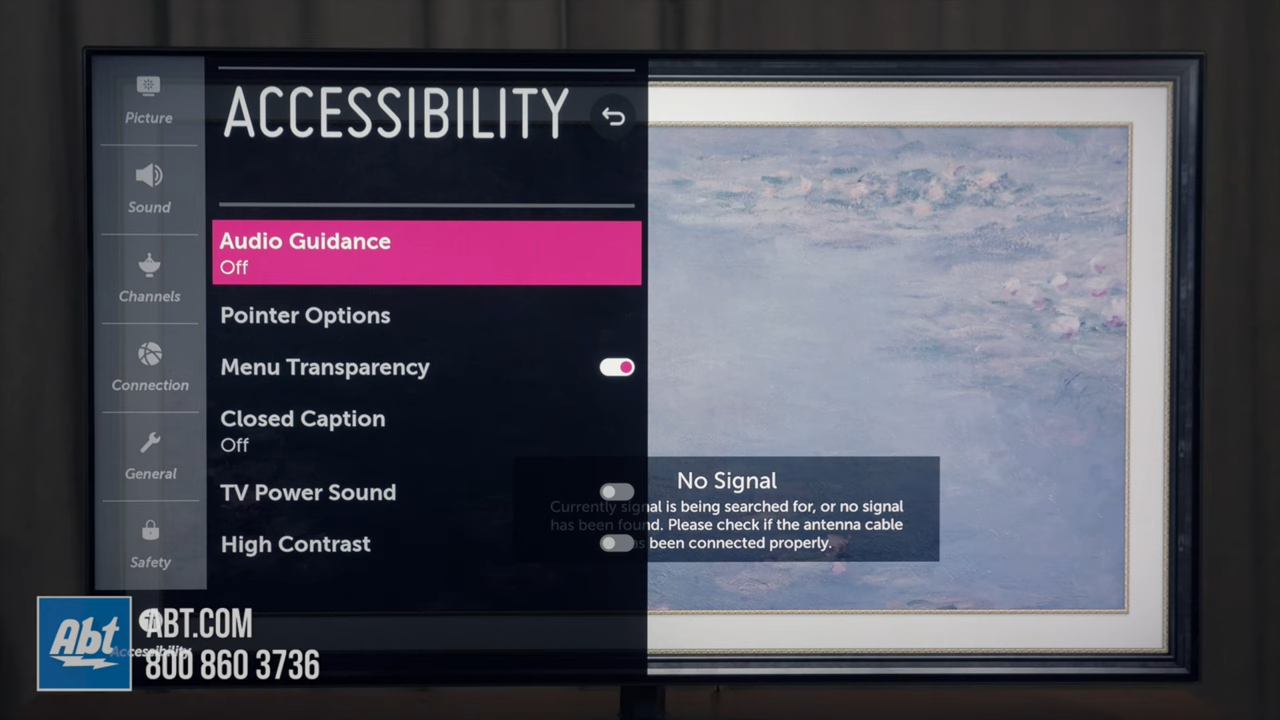 Picture
Sound
Channels
Connection
General
Safety
Accessibility
ACCESSIBILITY
Audio Guidance
Off
Pointer Options
Menu Transparency
Closed Caption
Off
TV Power Sound
High Contrast
No Signal
Currently signal is being searched for, or no signal
has been found. Please check if the antenna cable
has been connected properly.
Abt
ABT.COM
800 860 3736